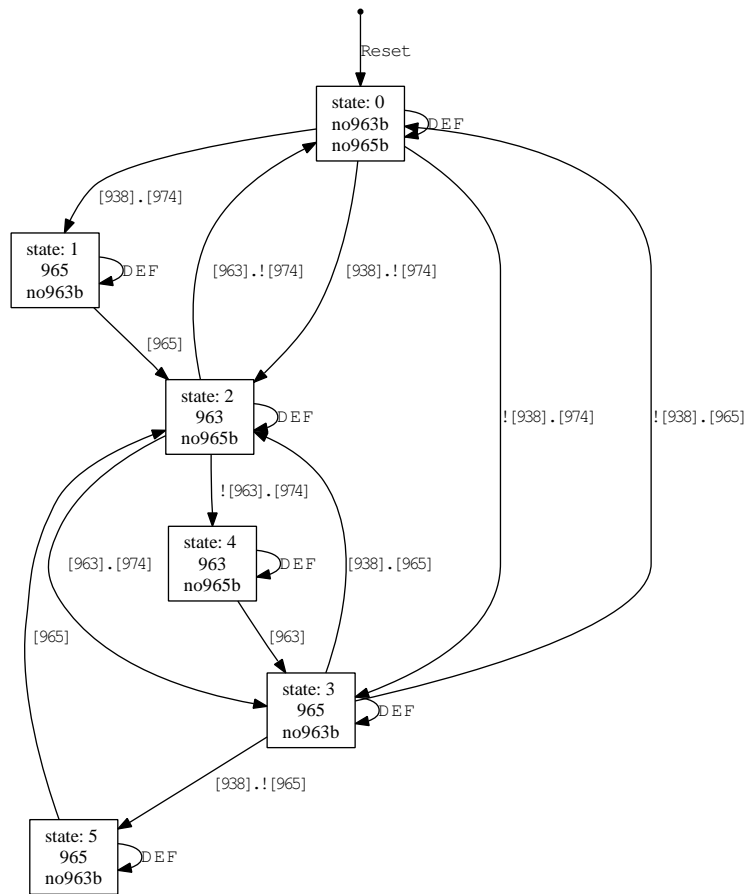 Reset
state: 0
no963b
no965b
DEF
[938].[974]
state: 1
965
no963b
DEF
[963].![974]
[938].![974]
[965]
state: 2
963
no965b
DEF
![938].[974]
![938].[965]
![963].[974]
state: 4
963
no965b
DEF
[963].[974]
[938].[965]
[965]
[963]
state: 3
965
no963b
DEF
[938].![965]
state: 5
965
no963b
DEF